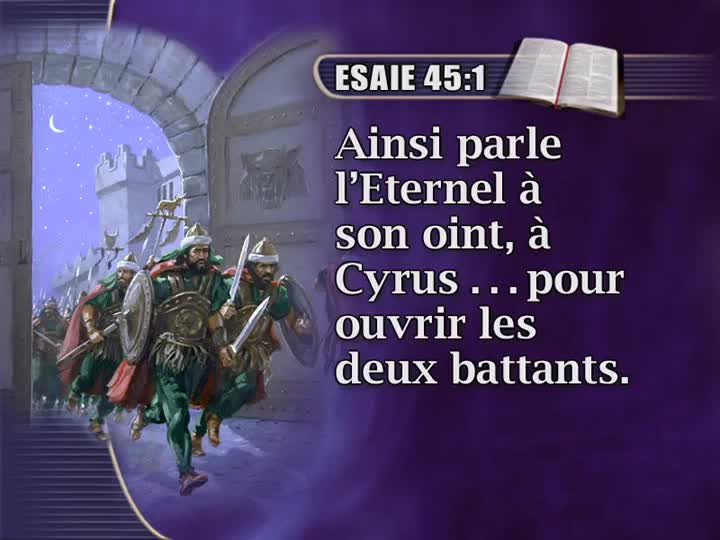 ESAIE 45:1
Ainsi parle
l'Eternel à
son oint, à
Cyrus . . . pour
ouvrir les
deux battants.